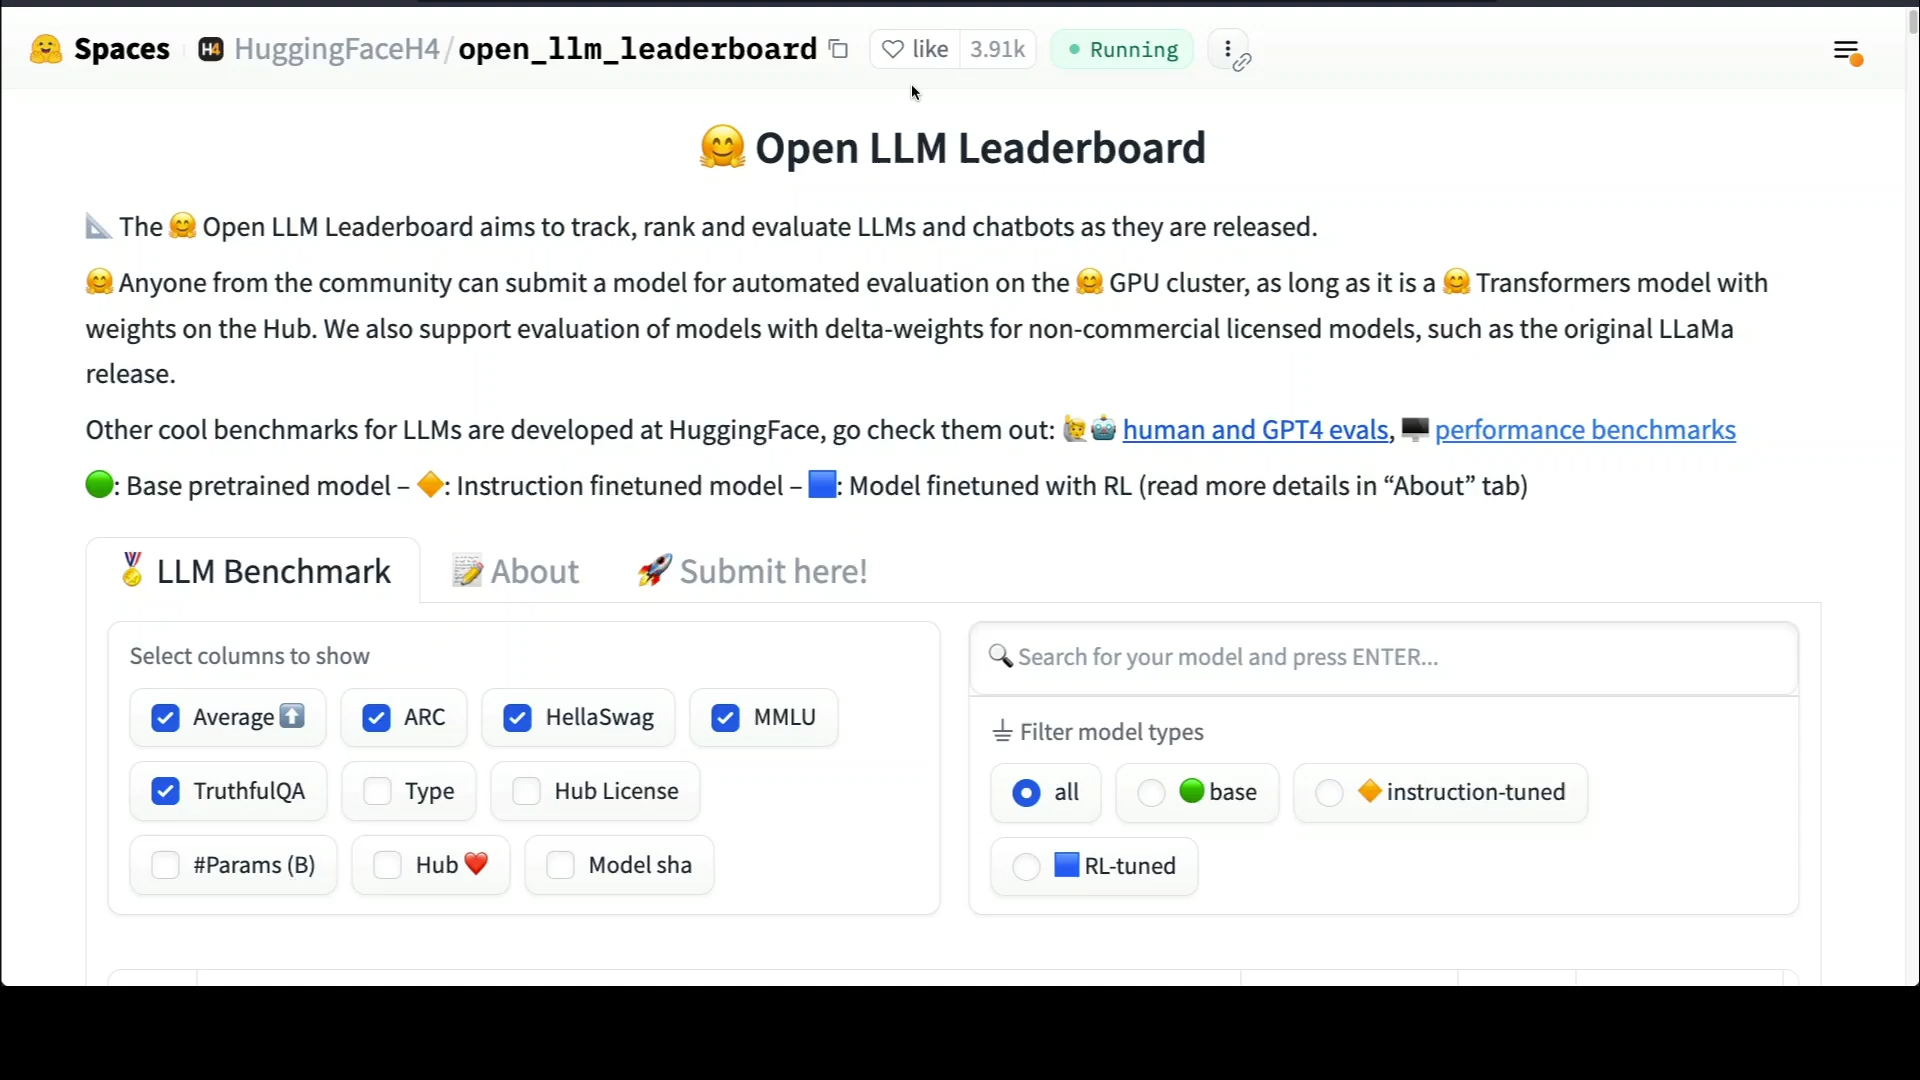 🤗 Spaces H4 HuggingFaceH4/open_llm_leaderboard like 3.91k Running
🤗 Open LLM Leaderboard
📐 The 🤗 Open LLM Leaderboard aims to track, rank and evaluate LLMs and chatbots as they are released.
🤗 Anyone from the community can submit a model for automated evaluation on the 🤗 GPU cluster, as long as it is a 🤗 Transformers model with
weights on the Hub. We also support evaluation of models with delta-weights for non-commercial licensed models, such as the original LLaMa
release.
Other cool benchmarks for LLMs are developed at HuggingFace, go check them out: 🙋🤖 human and GPT4 evals, 🖥️ performance benchmarks
🟢: Base pretrained model – 🔶: Instruction finetuned model – 🟦: Model finetuned with RL (read more details in “About” tab)
🏅 LLM Benchmark 📝 About 🚀 Submit here!
Select columns to show
Average ⬆️ ARC HellaSwag MMLU
TruthfulQA Type Hub License
#Params (B) Hub ❤️ Model sha
🔍 Search for your model and press ENTER...
⏚ Filter model types
all 🟢 base 🔶 instruction-tuned
🟦 RL-tuned